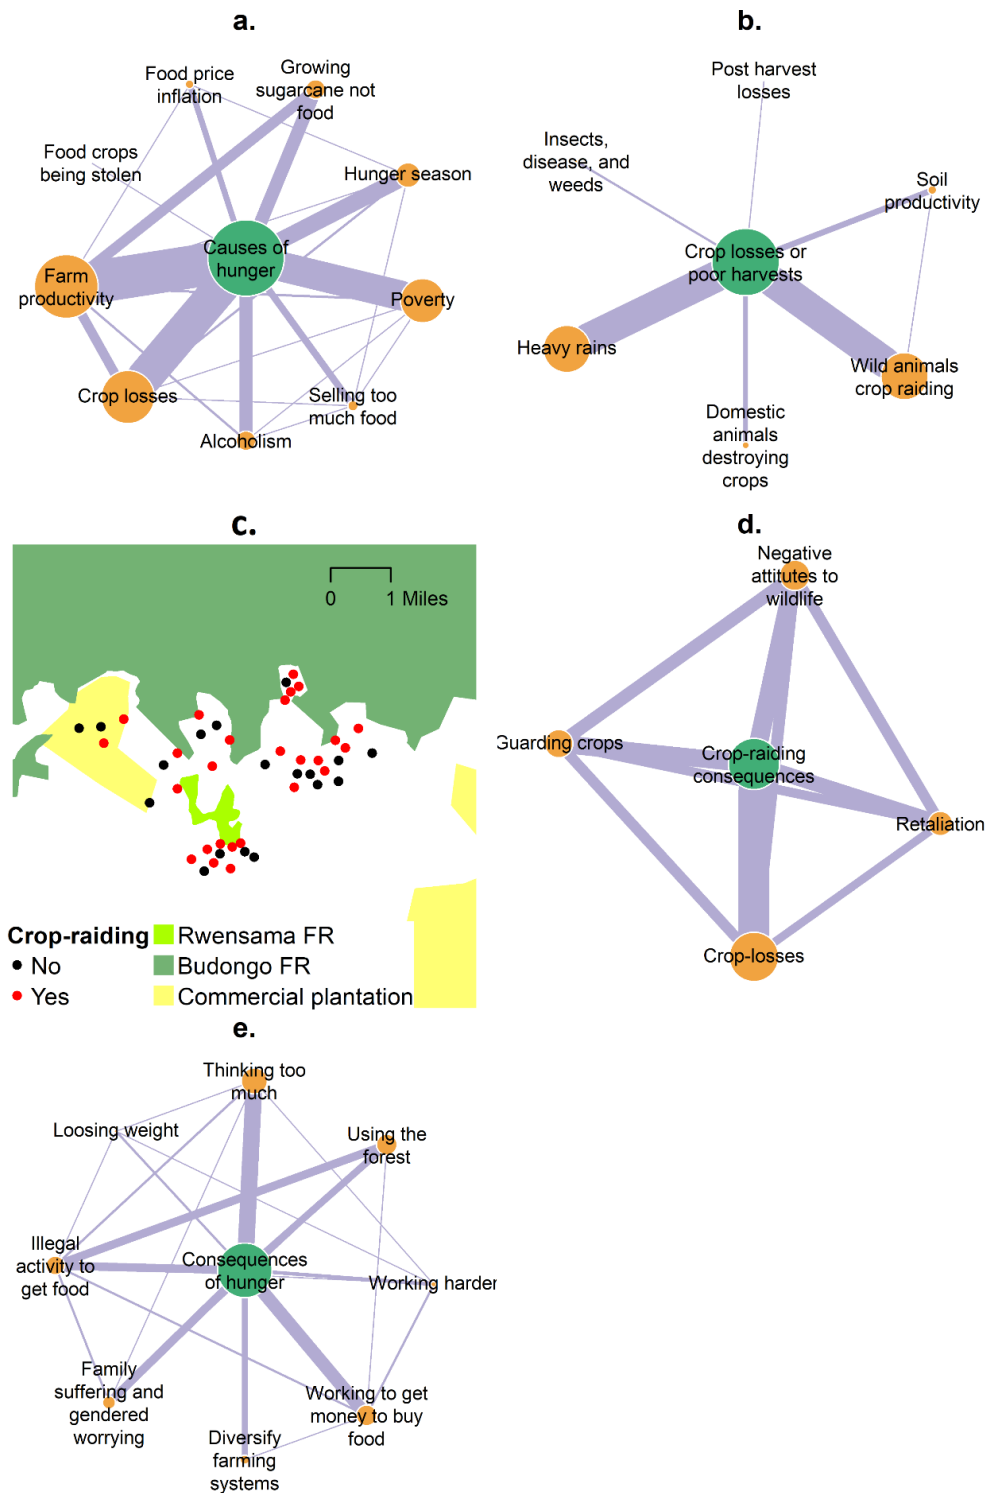 a.
Food price
inflation
Growing
sugarcane not
food
Food crops
being stolen
Hunger season
Causes of
hunger
Farm
productivity
Poverty
Crop losses
Selling too
much food
Alcoholism
b.
Post harvest
losses
Insects,
disease, and
weeds
Soil
productivity
Crop losses or
poor harvests
Heavy rains
Wild animals
crop raiding
Domestic
animals
destroying
crops
c.
0 1 Miles
Crop-raiding
No
Yes
Rwensama FR
Budongo FR
Commercial plantation
d.
Negative
attitutes to
wildlife
Guarding crops
Crop-raiding
consequences
Retaliation
Crop-losses
e.
Thinking too
much
Loosing weight
Using the
forest
Illegal
activity to
get food
Consequences
of hunger
Working harder
Family
suffering and
gendered
worrying
Working to get
money to buy
food
Diversify
farming
systems